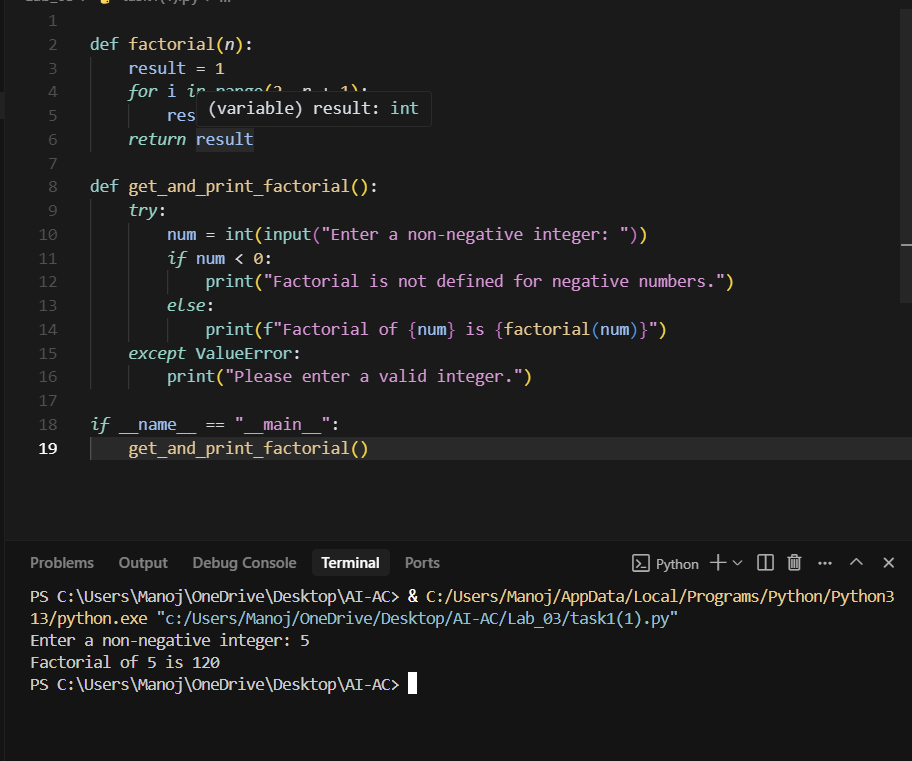 1
2 def factorial(n):
3 result = 1
4 for i in range(2, n + 1):
5 res
(variable) result: int
6 return result
7
8 def get_and_print_factorial():
9 try:
10 num = int(input("Enter a non-negative integer: "))
11 if num < 0:
12 print("Factorial is not defined for negative numbers.")
13 else:
14 print(f"Factorial of {num} is {factorial(num)}")
15 except ValueError:
16 print("Please enter a valid integer.")
17
18 if __name__ == "__main__":
19 get_and_print_factorial()
Problems Output Debug Console Terminal Ports Python
PS C:\Users\Manoj\OneDrive\Desktop\AI-AC> & C:/Users/Manoj/AppData/Local/Programs/Python/Python3
13/python.exe "c:/Users/Manoj/OneDrive/Desktop/AI-AC/Lab_03/task1(1).py"
Enter a non-negative integer: 5
Factorial of 5 is 120
PS C:\Users\Manoj\OneDrive\Desktop\AI-AC>